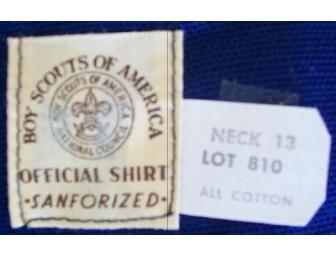 BOY SCOUTS OF AMERICA
BOY SCOUTS OF AMERICA
NATIONAL COUNCIL
OFFICIAL SHIRT
·SANFORIZED·
NECK 13
LOT 810
ALL COTTON